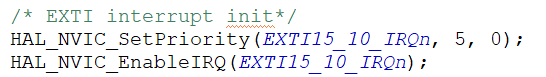 /* EXTI interrupt init*/
HAL_NVIC_SetPriority(EXTI15_10_IRQn, 5, 0);
HAL_NVIC_EnableIRQ(EXTI15_10_IRQn);